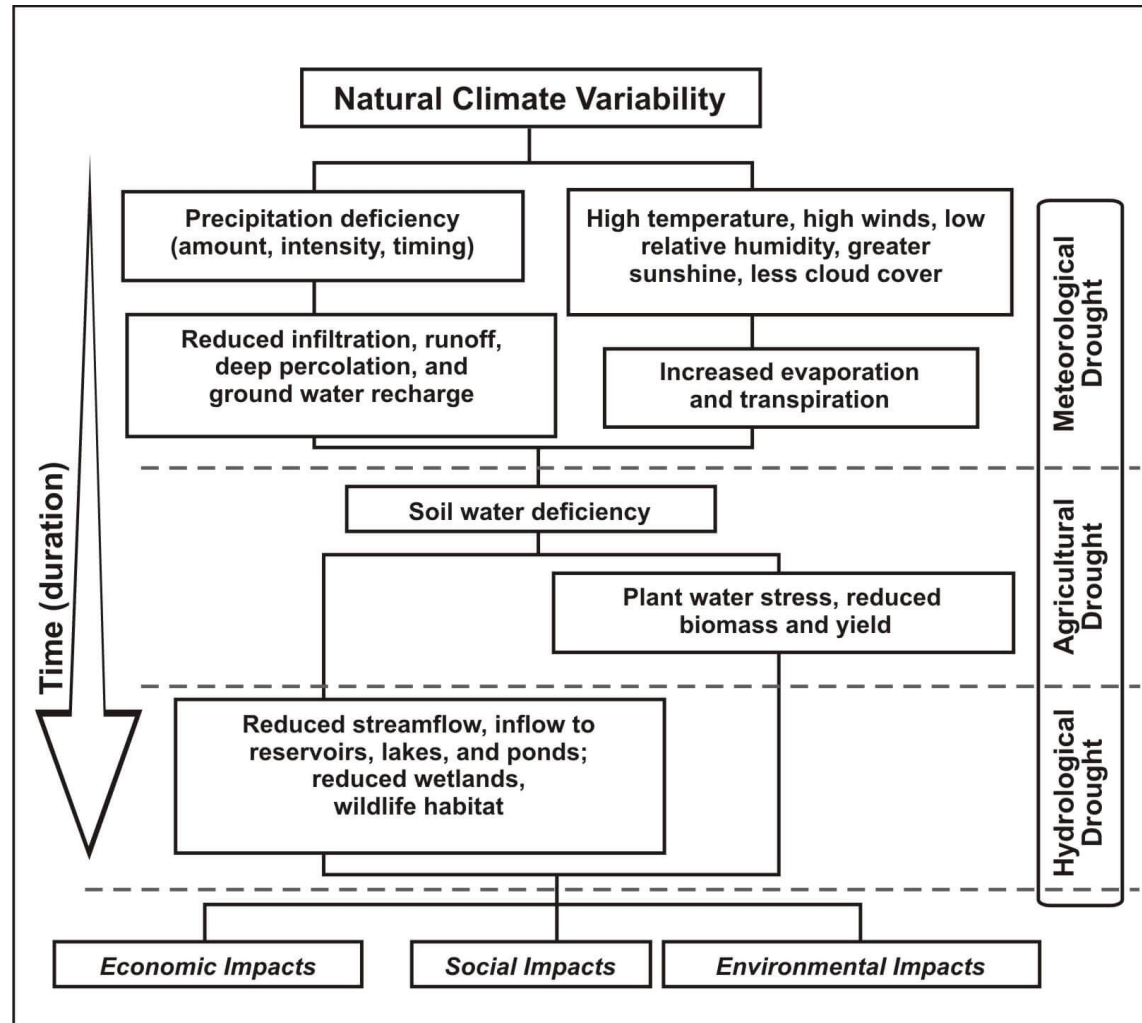 Natural Climate Variability
Precipitation deficiency
(amount, intensity, timing)
High temperature, high winds, low
relative humidity, greater
sunshine, less cloud cover
Reduced infiltration, runoff,
deep percolation, and
ground water recharge
Increased evaporation
and transpiration
Meteorological
Drought
Time (duration)
Soil water deficiency
Plant water stress, reduced
biomass and yield
Agricultural
Drought
Reduced streamflow, inflow to
reservoirs, lakes, and ponds;
reduced wetlands,
wildlife habitat
Hydrological
Drought
Economic Impacts
Social Impacts
Environmental Impacts